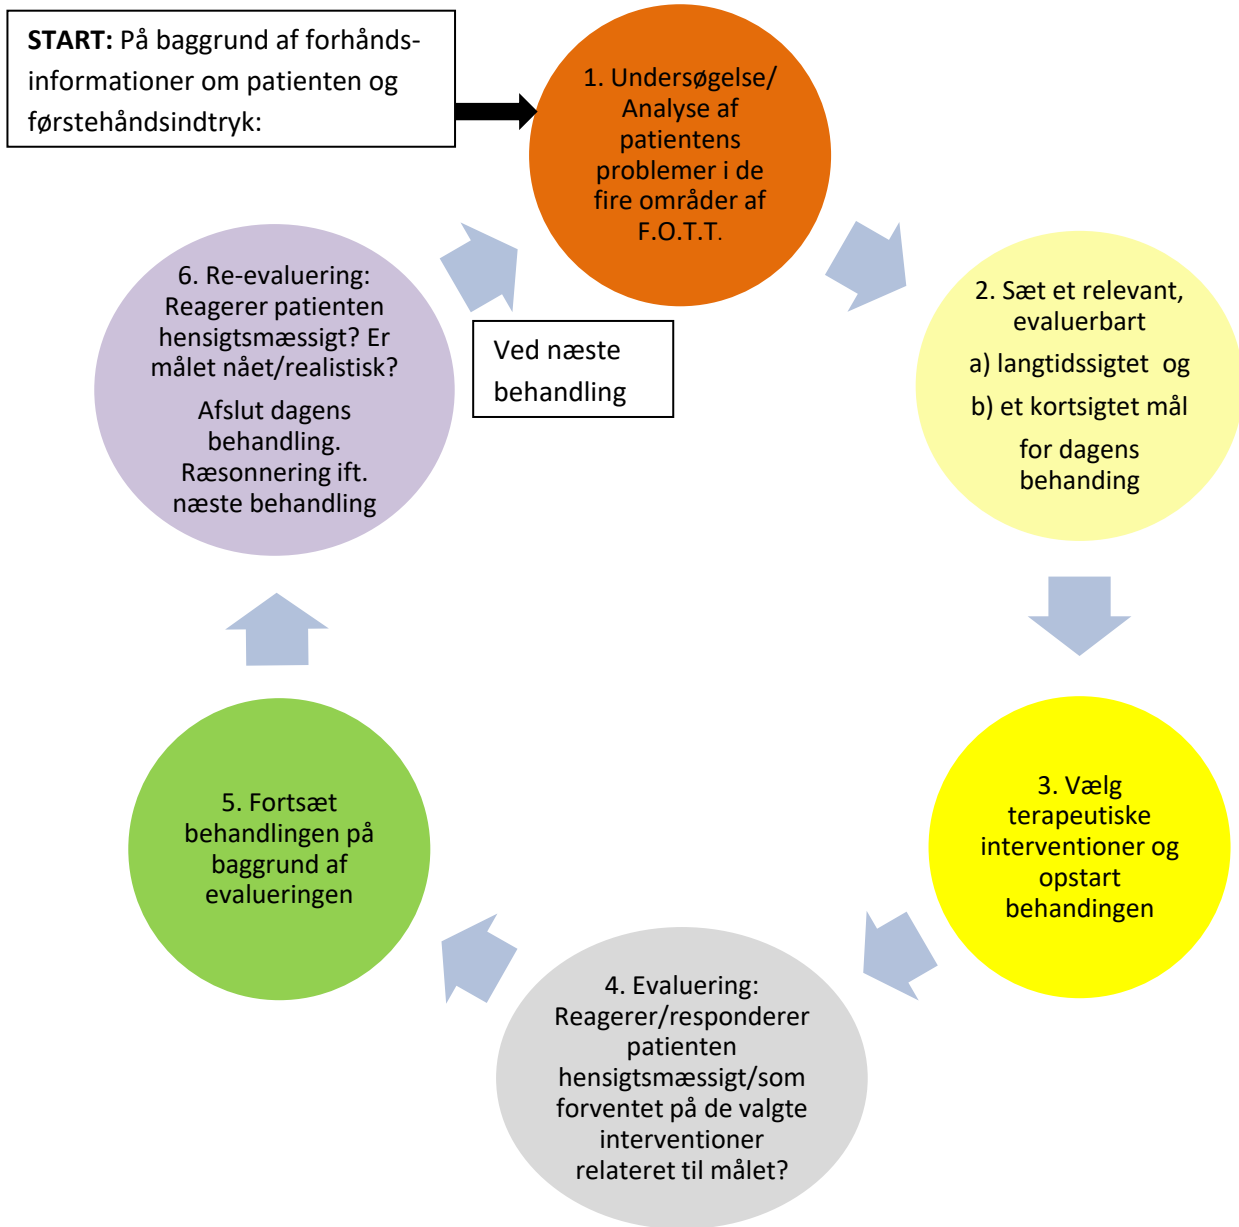 START: På baggrund af forhånds-
informationer om patienten og
førstehåndsindtryk:
1. Undersøgelse/
Analyse af
patientens
problemer i de
fire områder af
F.O.T.T.
2. Sæt et relevant,
evaluerbart
a) langtidssigtet og
b) et kortsigtet mål
for dagens
behanding
3. Vælg
terapeutiske
interventioner og
opstart
behandingen
4. Evaluering:
Reagerer/responderer
patienten
hensigtsmæssigt/som
forventet på de valgte
interventioner
relateret til målet?
5. Fortsæt
behandlingen på
baggrund af
evalueringen
6. Re-evaluering:
Reagerer patienten
hensigtsmæssigt? Er
målet nået/realistisk?
Afslut dagens
behandling.
Ræsonnering ift.
næste behandling
Ved næste
behandling